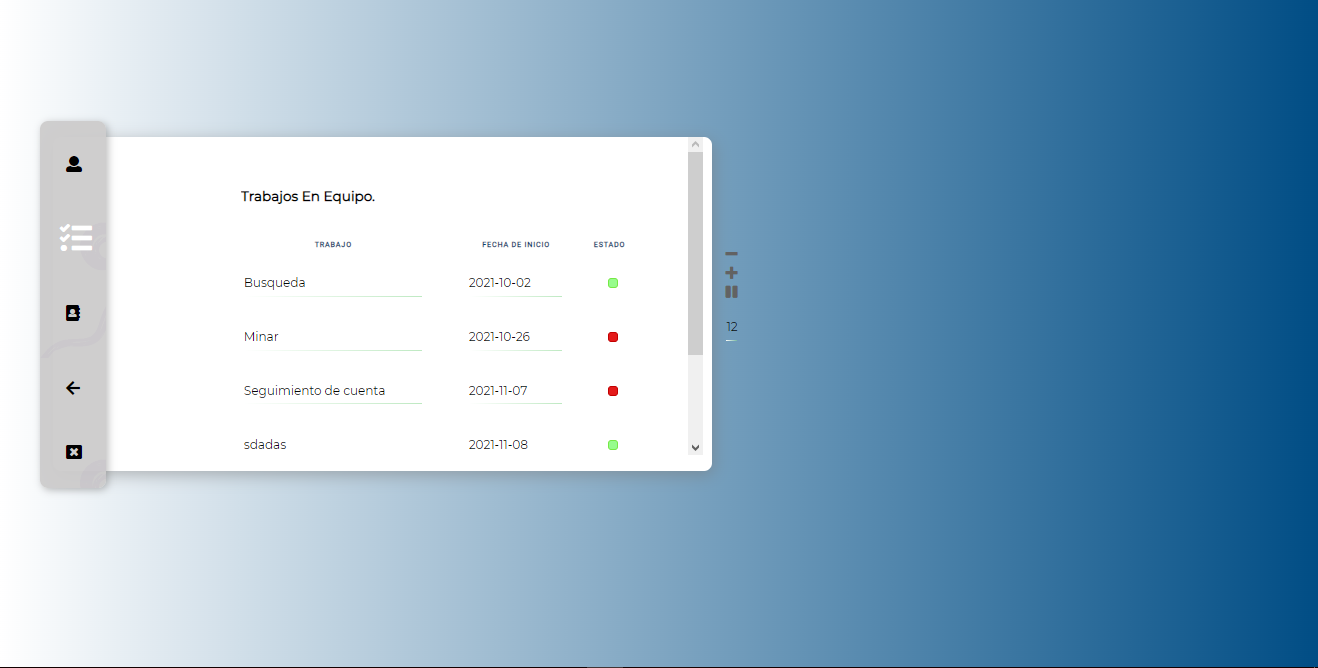 Trabajos En Equipo.
TRABAJO FECHA DE INICIO ESTADO
Busqueda 2021-10-02
Minar 2021-10-26
Seguimiento de cuenta 2021-11-07
sdadas 2021-11-08
12